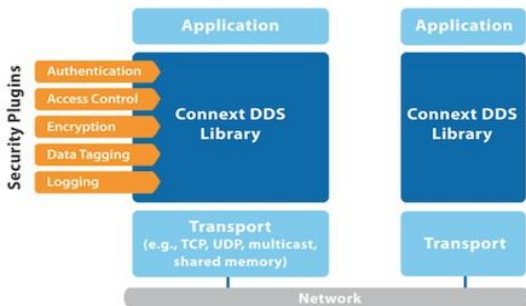 Application
Application
Security Plugins
Authentication
Access Control
Encryption
Data Tagging
Logging
Connext DDS
Library
Connext DDS
Library
Transport
(e.g., TCP, UDP, multicast,
shared memory)
Transport
Network